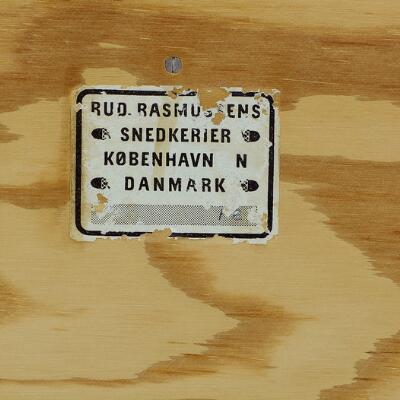 RUD. RASMUSSENS
SNEDKERIER
KØBENHAVN N
DANMARK